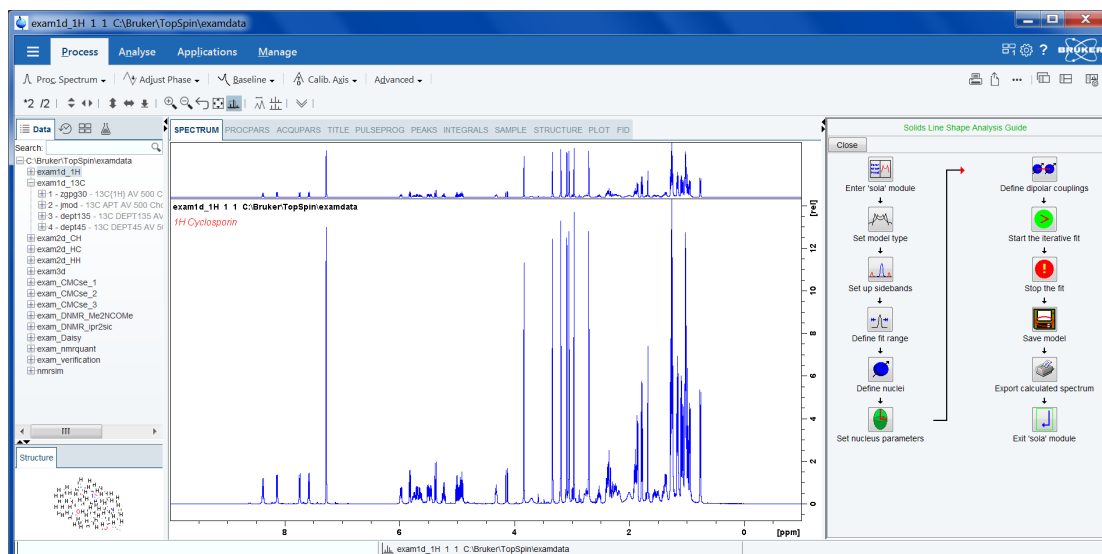 exam1d_1H 1 1 C:\Bruker\TopSpin\examdata
Process Analyse Applications Manage
BRUKER
Proc. Spectrum Adjust Phase Baseline Calib. Axis Advanced
*2 /2
Data
Search:
C:\Bruker\TopSpin\examdata
exam1d_1H
exam1d_13C
1 - zgpg30 - 13C{1H} AV 500 C
2 - jmod - 13C APT AV 500 Cho
3 - dept135 - 13C DEPT135 AV
4 - dept45 - 13C DEPT45 AV 5
exam2d_CH
exam2d_HC
exam2d_HH
exam3d
exam_CMCse_1
exam_CMCse_2
exam_CMCse_3
exam_DNMR_Me2NCOMe
exam_DNMR_ipr2sic
exam_Daisy
exam_nmrquant
exam_verification
nmrsim
Structure
SPECTRUM PROCPARS ACQUPARS TITLE PULSEPROG PEAKS INTEGRALS SAMPLE STRUCTURE PLOT FID
exam1d_1H 1 1 C:\Bruker\TopSpin\examdata
1H Cyclosporin
[rel]
12
10
8
6
4
2
0
8 6 4 2 0 [ppm]
Solids Line Shape Analysis Guide
Close
Enter 'sola' module
Set model type
Set up sidebands
Define fit range
Define nuclei
Set nucleus parameters
Define dipolar couplings
Start the iterative fit
Stop the fit
Save model
Export calculated spectrum
Exit 'sola' module
exam1d_1H 1 1 C:\Bruker\TopSpin\examdata